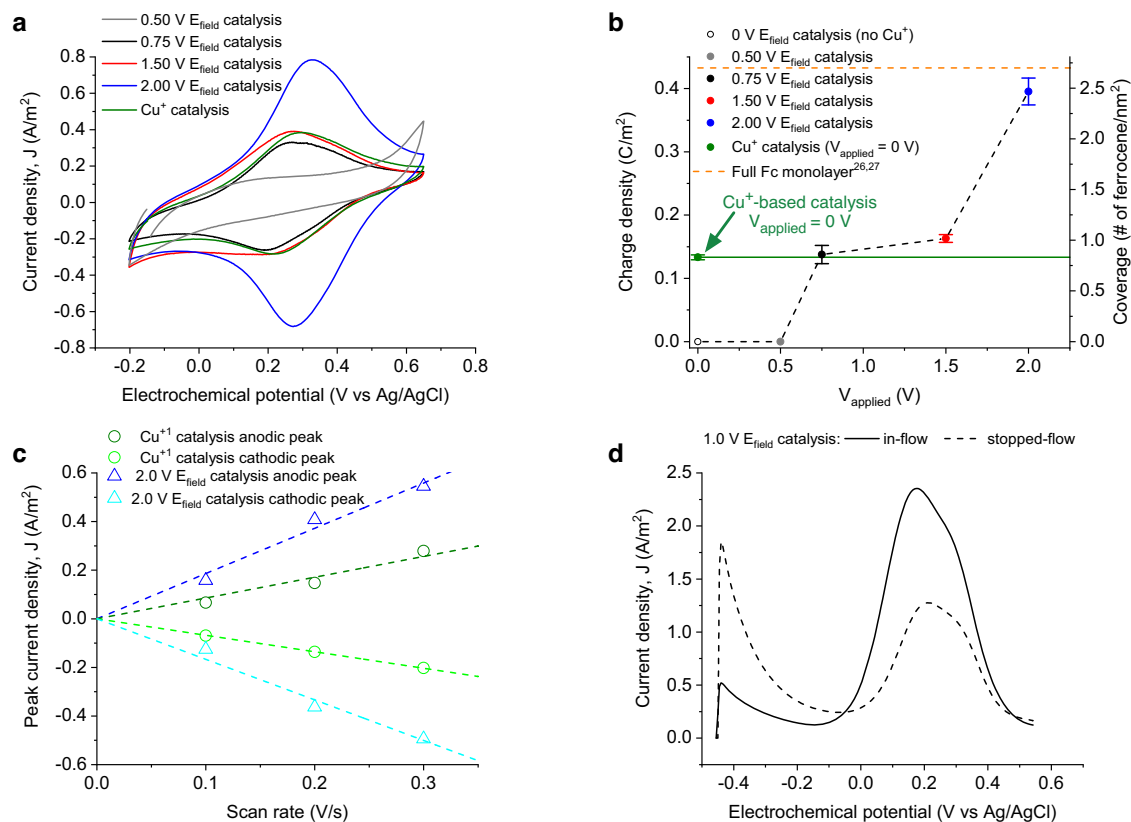 a
0.50 V Efield catalysis
0.75 V Efield catalysis
1.50 V Efield catalysis
2.00 V Efield catalysis
Cu+ catalysis
0.8
0.6
0.4
0.2
0.0
-0.2
-0.4
-0.6
-0.8
Current density, J (A/m²)
-0.2 0.0 0.2 0.4 0.6 0.8
Electrochemical potential (V vs Ag/AgCl)
b
0 V Efield catalysis (no Cu+)
0.50 V Efield catalysis
0.75 V Efield catalysis
1.50 V Efield catalysis
2.00 V Efield catalysis
Cu+ catalysis (Vapplied = 0 V)
Full Fc monolayer26,27
Cu+-based catalysis
Vapplied = 0 V
0.4
0.3
0.2
0.1
0.0
Charge density (C/m²)
2.5
2.0
1.5
1.0
0.5
0.0
Coverage (# of ferrocene/nm²)
0.0 0.5 1.0 1.5 2.0
Vapplied (V)
c
Cu+1 catalysis anodic peak
Cu+1 catalysis cathodic peak
2.0 V Efield catalysis anodic peak
2.0 V Efield catalysis cathodic peak
0.6
0.4
0.2
0.0
-0.2
-0.4
-0.6
Peak current density, J (A/m²)
0.0 0.1 0.2 0.3
Scan rate (V/s)
d
1.0 V Efield catalysis: in-flow stopped-flow
2.5
2.0
1.5
1.0
0.5
0.0
Current density, J (A/m²)
-0.4 -0.2 0.0 0.2 0.4 0.6
Electrochemical potential (V vs Ag/AgCl)